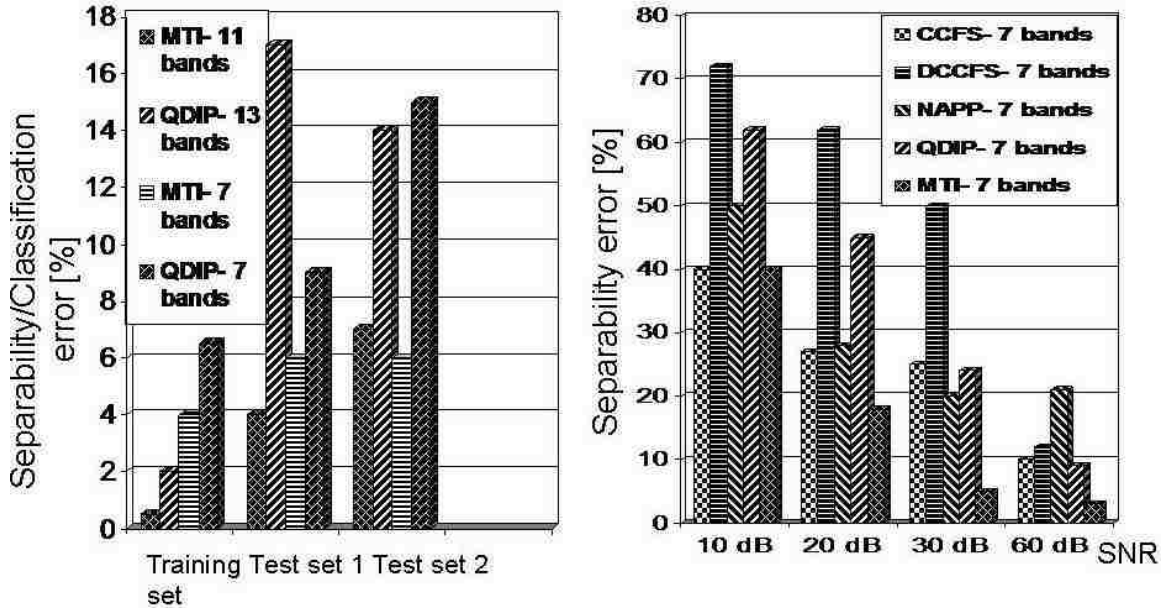 Separability/Classification
error [%]
18
16
14
12
10
8
6
4
2
0
MTI- 11
bands
QDIP- 13
bands
MTI- 7
bands
QDIP- 7
bands
Training Test set 1 Test set 2
set
Separability error [%]
80
70
60
50
40
30
20
10
0
CCFS- 7 bands
DCCFS- 7 bands
NAPP- 7 bands
QDIP- 7 bands
MTI- 7 bands
10 dB 20 dB 30 dB 60 dB SNR